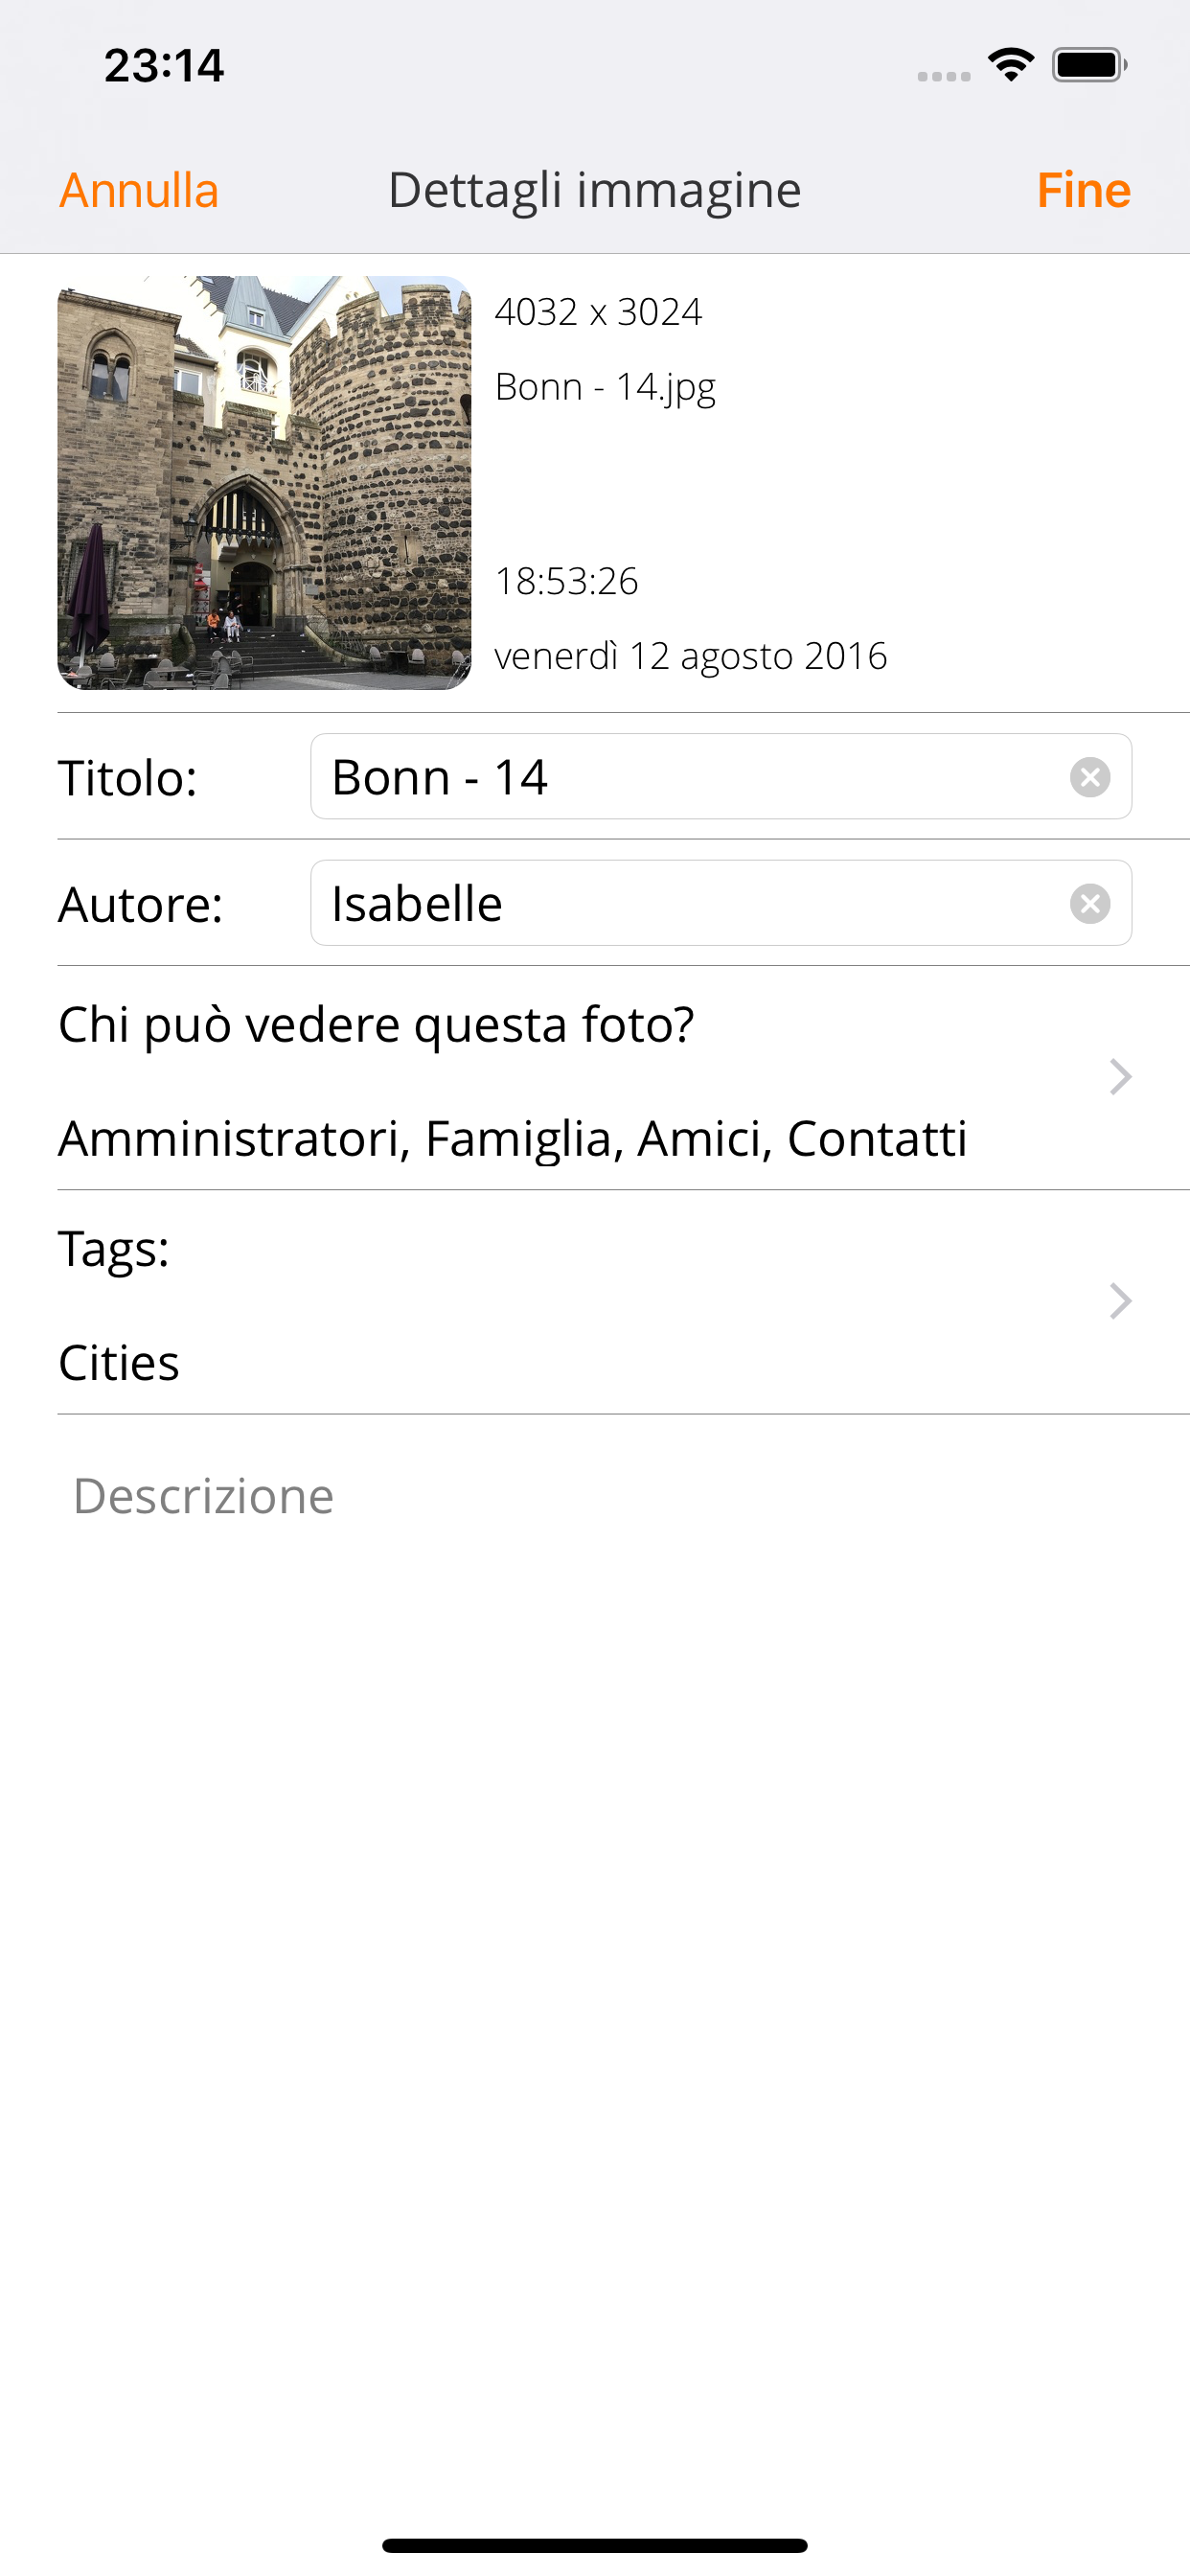 23:14
Annulla Dettagli immagine Fine
4032 x 3024
Bonn - 14.jpg
18:53:26
venerdì 12 agosto 2016
Titolo: Bonn - 14
Autore: Isabelle
Chi può vedere questa foto?
Amministratori, Famiglia, Amici, Contatti
Tags:
Cities
Descrizione